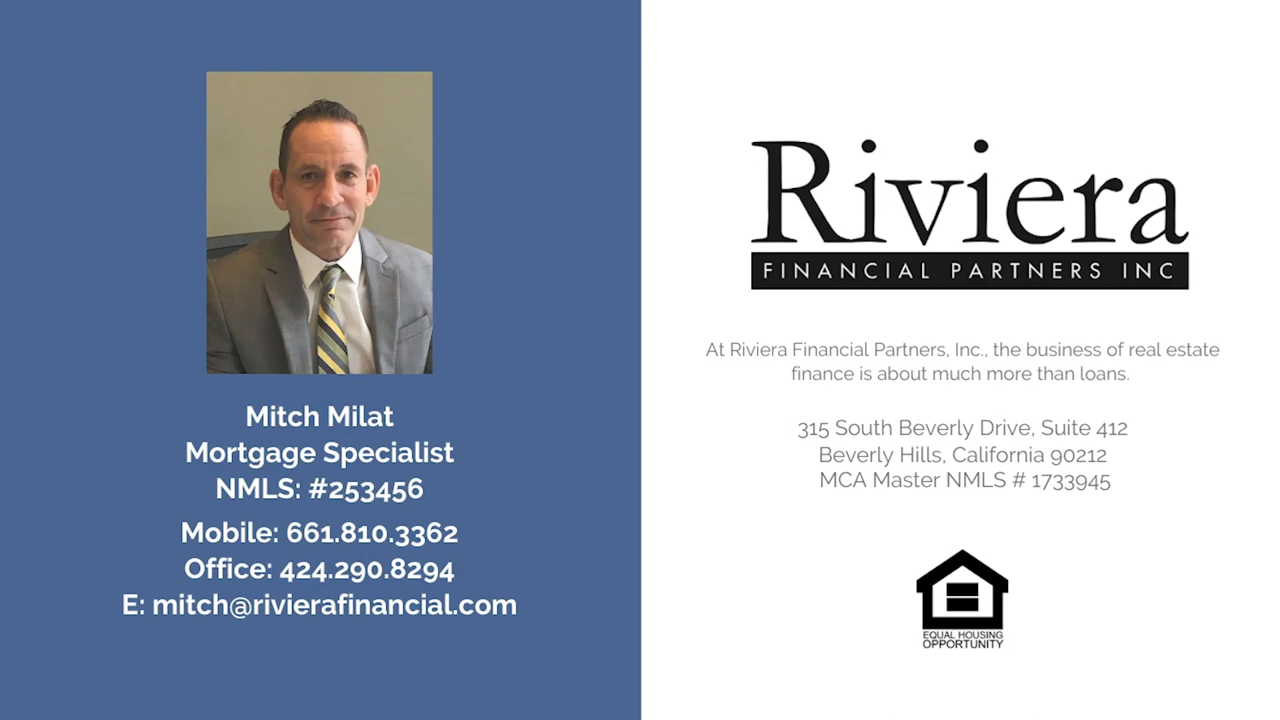 Mitch Milat
Mortgage Specialist
NMLS: #253456
Mobile: 661.810.3362
Office: 424.290.8294
E: mitch@rivierafinancial.com
Riviera
FINANCIAL PARTNERS INC
At Riviera Financial Partners, Inc., the business of real estate
finance is about much more than loans.
315 South Beverly Drive, Suite 412
Beverly Hills, California 90212
MCA Master NMLS # 1733945
EQUAL HOUSING
OPPORTUNITY